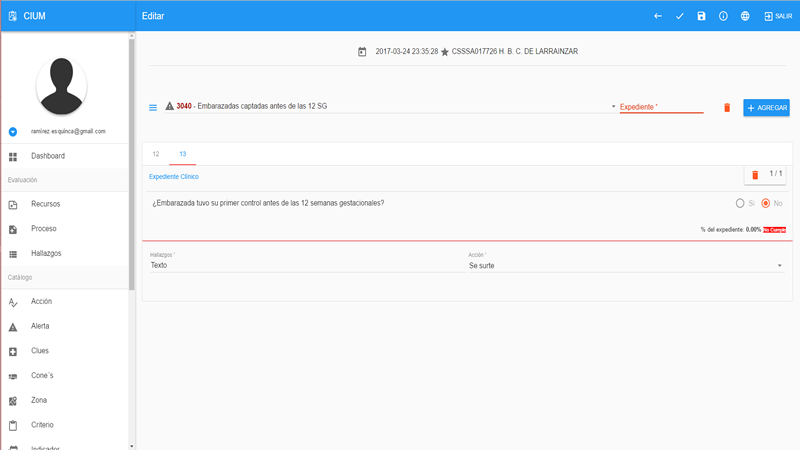 CIUM
Editar
SALIR
2017-03-24 23:35:28 CSSSA017726 H. B. C. DE LARRAINZAR
ramirez.esquinca@gmail.com
Dashboard
Evaluación
Recursos
Proceso
Hallazgos
Catálogo
Acción
Alerta
Clues
Cone´s
Zona
Criterio
Indicador
3040 - Embarazadas captadas antes de las 12 SG
Expediente *
AGREGAR
12 13
Expediente Clínico
1 / 1
¿Embarazada tuvo su primer control antes de las 12 semanas gestacionales?
Si No
% del expediente: 0.00% No Cumple
Hallazgos *
Texto
Acción *
Se surte